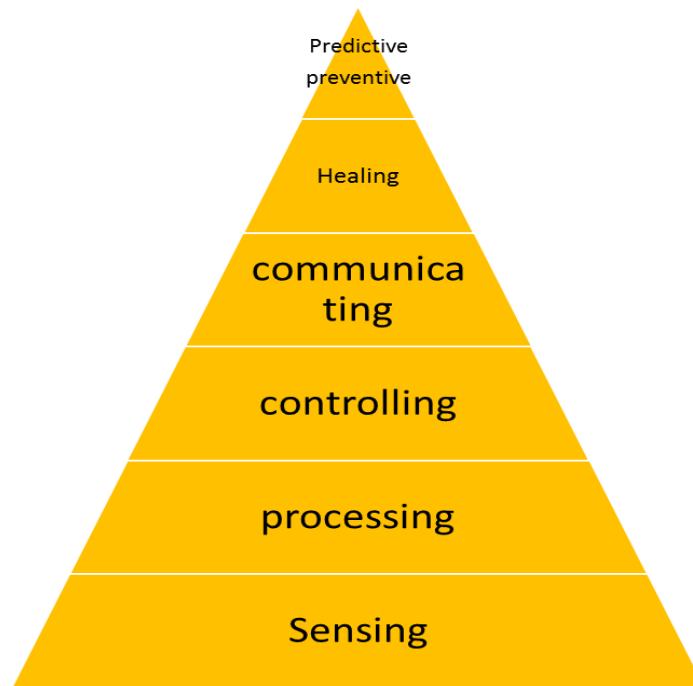 Predictive
preventive
Healing
communica
ting
controlling
processing
Sensing